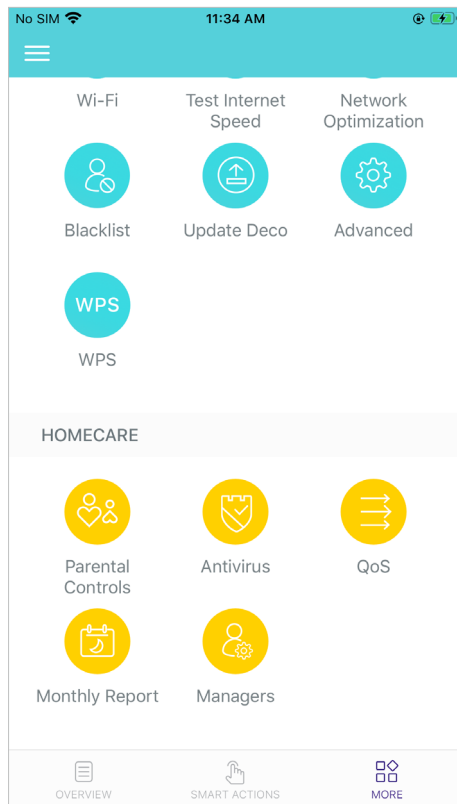 No SIM 11:34 AM
Wi-Fi Test Internet Network
Speed Optimization
Blacklist Update Deco Advanced
WPS
WPS
HOMECARE
Parental Antivirus QoS
Controls
Monthly Report Managers
OVERVIEW SMART ACTIONS MORE